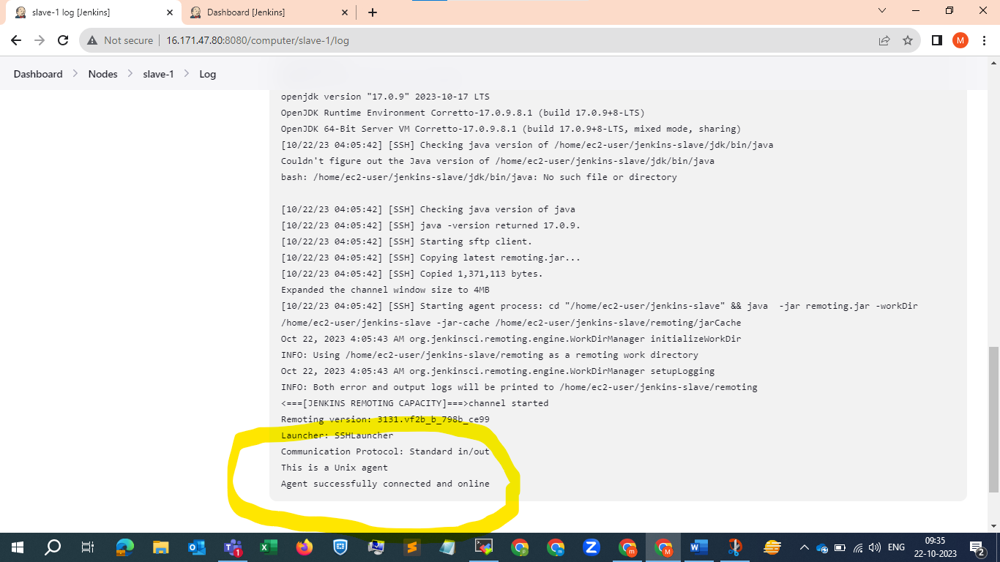 slave-1 log [Jenkins]
Dashboard [Jenkins]
Not secure
16.171.47.80:8080/computer/slave-1/log
M
Dashboard
Nodes
slave-1
Log
openjdk version "17.0.9" 2023-10-17 LTS
OpenJDK Runtime Environment Corretto-17.0.9.8.1 (build 17.0.9+8-LTS)
OpenJDK 64-Bit Server VM Corretto-17.0.9.8.1 (build 17.0.9+8-LTS, mixed mode, sharing)
[10/22/23 04:05:42] [SSH] Checking java version of /home/ec2-user/jenkins-slave/jdk/bin/java
Couldn't figure out the Java version of /home/ec2-user/jenkins-slave/jdk/bin/java
bash: /home/ec2-user/jenkins-slave/jdk/bin/java: No such file or directory
[10/22/23 04:05:42] [SSH] Checking java version of java
[10/22/23 04:05:42] [SSH] java -version returned 17.0.9.
[10/22/23 04:05:42] [SSH] Starting sftp client.
[10/22/23 04:05:42] [SSH] Copying latest remoting.jar...
[10/22/23 04:05:42] [SSH] Copied 1,371,113 bytes.
Expanded the channel window size to 4MB
[10/22/23 04:05:42] [SSH] Starting agent process: cd "/home/ec2-user/jenkins-slave" && java  -jar remoting.jar -workDir
/home/ec2-user/jenkins-slave -jar-cache /home/ec2-user/jenkins-slave/remoting/jarCache
Oct 22, 2023 4:05:43 AM org.jenkinsci.remoting.engine.WorkDirManager initializeWorkDir
INFO: Using /home/ec2-user/jenkins-slave/remoting as a remoting work directory
Oct 22, 2023 4:05:43 AM org.jenkinsci.remoting.engine.WorkDirManager setupLogging
INFO: Both error and output logs will be printed to /home/ec2-user/jenkins-slave/remoting
<===[JENKINS REMOTING CAPACITY]===>channel started
Remoting version: 3131.vf2b_b_798b_ce99
Launcher: SSHLauncher
Communication Protocol: Standard in/out
This is a Unix agent
Agent successfully connected and online
ENG
09:35
22-10-2023
2